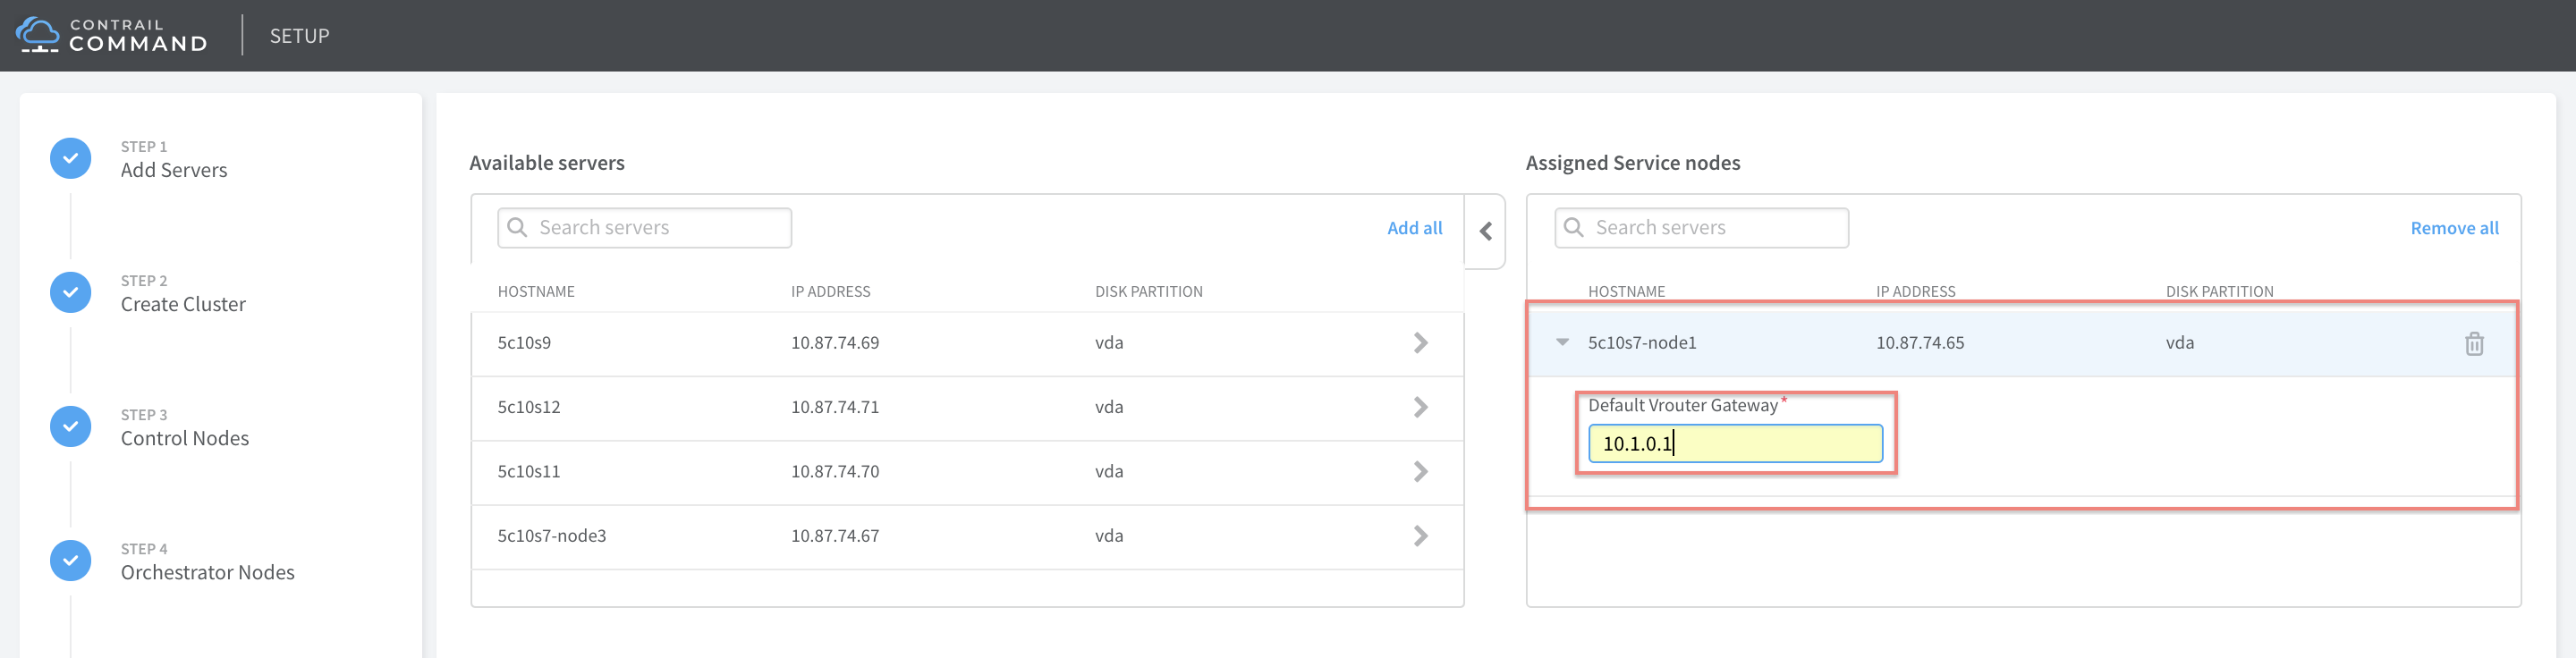 CONTRAIL
COMMAND
SETUP
STEP 1
Add Servers
STEP 2
Create Cluster
STEP 3
Control Nodes
STEP 4
Orchestrator Nodes
Available servers
Search servers
Add all
HOSTNAME IP ADDRESS DISK PARTITION
5c10s9 10.87.74.69 vda
5c10s12 10.87.74.71 vda
5c10s11 10.87.74.70 vda
5c10s7-node3 10.87.74.67 vda
Assigned Service nodes
Search servers
Remove all
HOSTNAME IP ADDRESS DISK PARTITION
5c10s7-node1 10.87.74.65 vda
Default Vrouter Gateway*
10.1.0.1